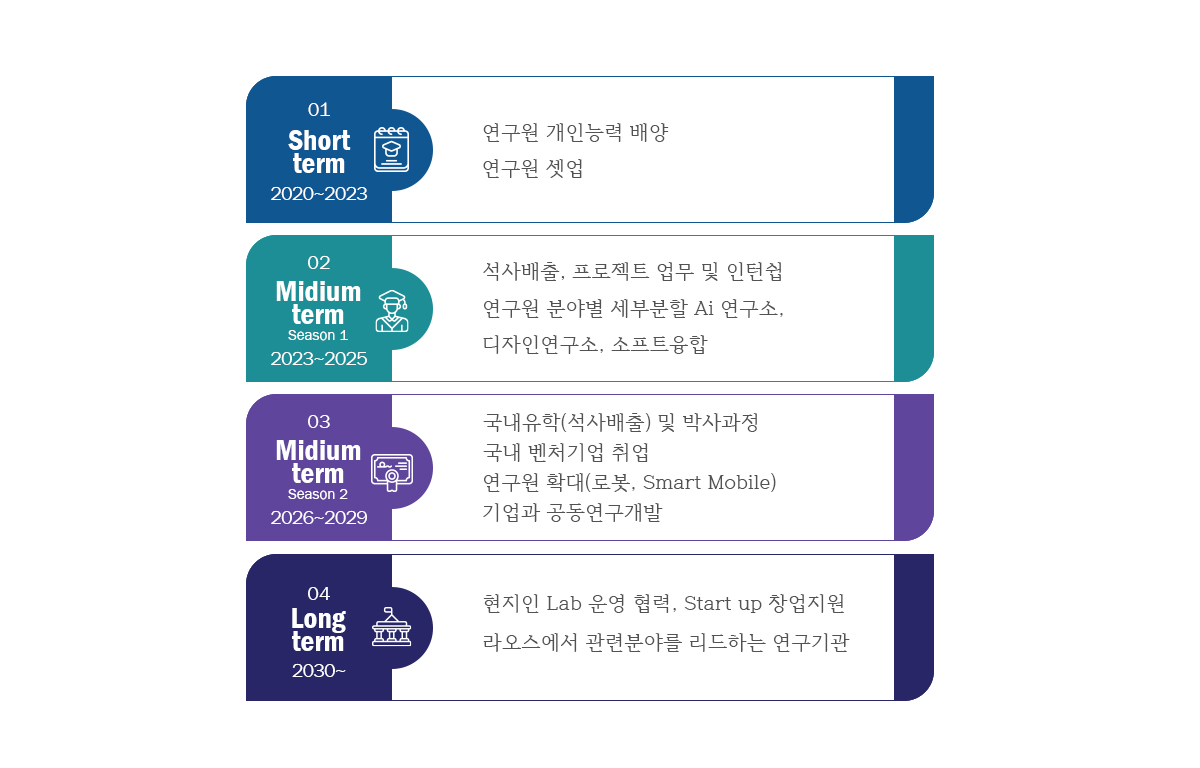 01
Short
term
2020~2023
연구원 개인능력 배양
연구원 셋업
02
Midium
term
Season 1
2023~2025
석사배출, 프로젝트 업무 및 인턴쉽
연구원 분야별 세부분할 Ai 연구소,
디자인연구소, 소프트융합
03
Midium
term
Season 2
2026~2029
국내유학(석사배출) 및 박사과정
국내 벤처기업 취업
연구원 확대(로봇, Smart Mobile)
기업과 공동연구개발
04
Long
term
2030~
현지인 Lab 운영 협력, Start up 창업지원
라오스에서 관련분야를 리드하는 연구기관